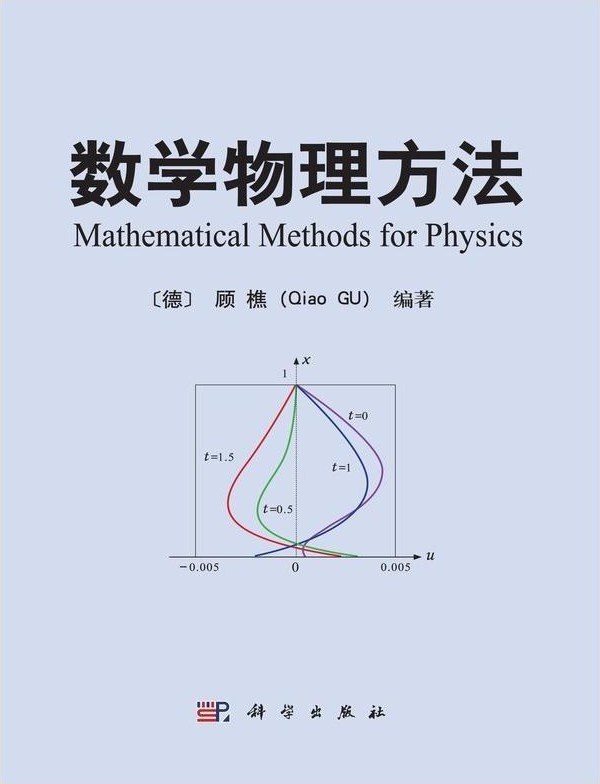 数学物理方法
Mathematical Methods for Physics
〔德〕 顾 樵 (Qiao GU) 编著
x
1
t=0
t=1.5
t=1
t=0.5
u
−0.005
0
0.005
科学出版社